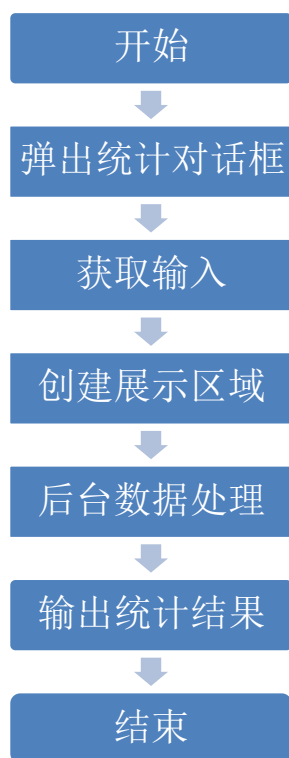 开始
弹出统计对话框
获取输入
创建展示区域
后台数据处理
输出统计结果
结束